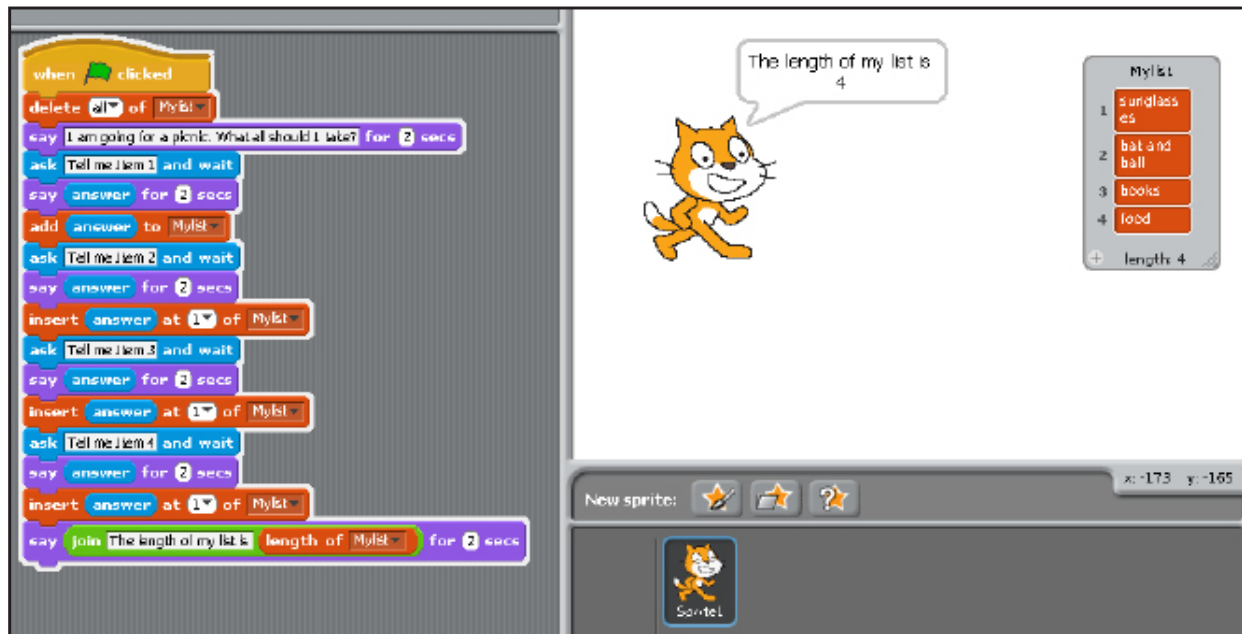 when clicked
delete all of Mylist
say I am going for a picnic. What all should I take? for 2 secs
ask Tell me Item 1 and wait
say answer for 2 secs
add answer to Mylist
ask Tell me Item 2 and wait
say answer for 2 secs
insert answer at 1 of Mylist
ask Tell me Item 3 and wait
say answer for 2 secs
insert answer at 1 of Mylist
ask Tell me Item 4 and wait
say answer for 2 secs
insert answer at 1 of Mylist
say join The length of my list is length of Mylist for 2 secs
The length of my list is
4
Mylist
1 sunglass
es
2 bat and
ball
3 books
4 food
+ length: 4
x: -173 y: -165
New sprite:
Sprite1